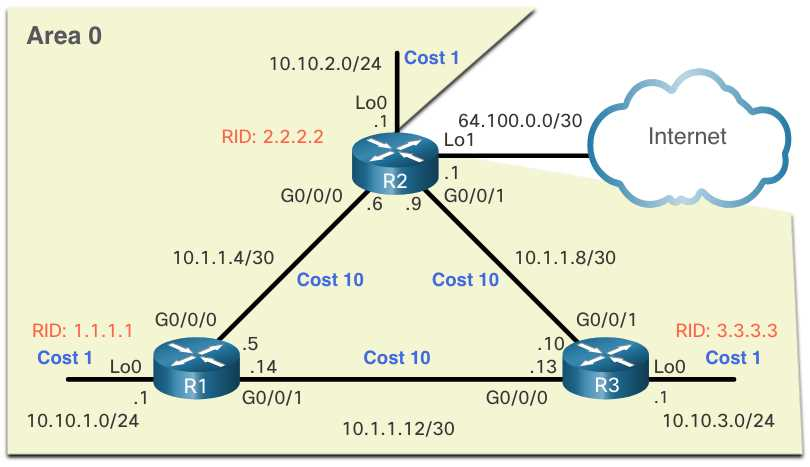 Area 0
10.10.2.0/24
Cost 1
Lo0
.1
64.100.0.0/30
Internet
RID: 2.2.2.2
Lo1
.1
R2
G0/0/0
.6
.9
G0/0/1
10.1.1.4/30
Cost 10
Cost 10
10.1.1.8/30
RID: 1.1.1.1
G0/0/0
G0/0/1
RID: 3.3.3.3
Cost 1
Lo0
.5
.14
Cost 10
.10
.13
Lo0
Cost 1
R1
R3
.1
G0/0/1
G0/0/0
.1
10.10.1.0/24
10.1.1.12/30
10.10.3.0/24